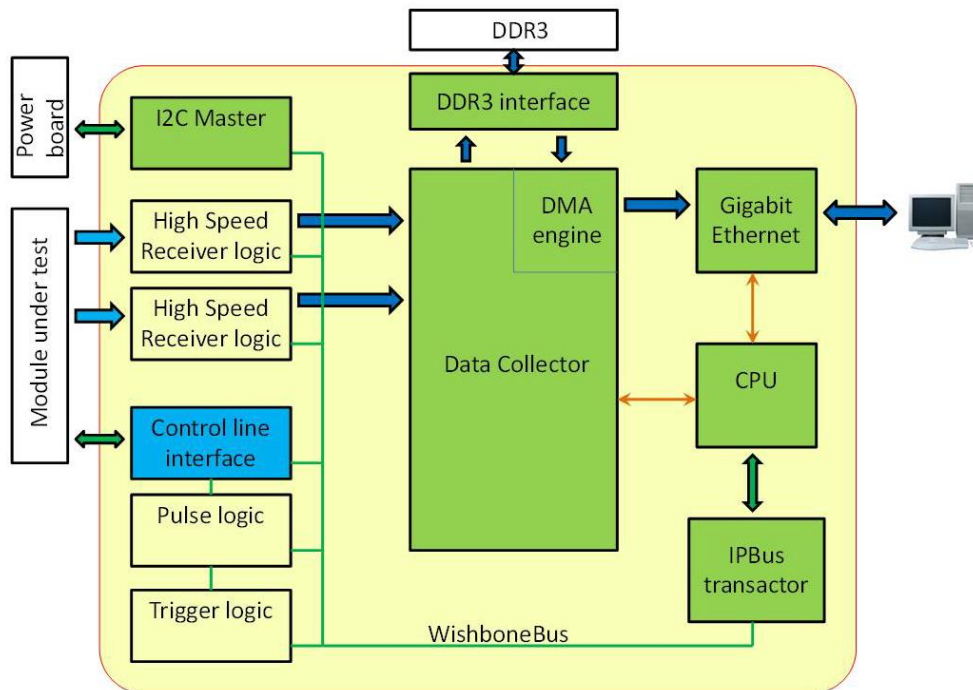 DDR3
Power
board
I2C Master
DDR3 interface
Module under test
High Speed
Receiver logic
DMA
engine
Gigabit
Ethernet
High Speed
Receiver logic
Data Collector
CPU
Control line
interface
Pulse logic
IPBus
transactor
Trigger logic
WishboneBus